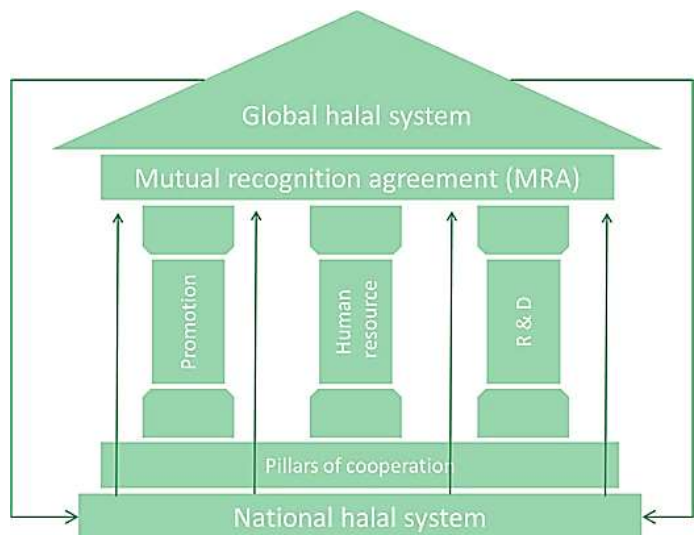 Global halal system
Mutual recognition agreement (MRA)
Promotion
Human
resource
R & D
Pillars of cooperation
National halal system